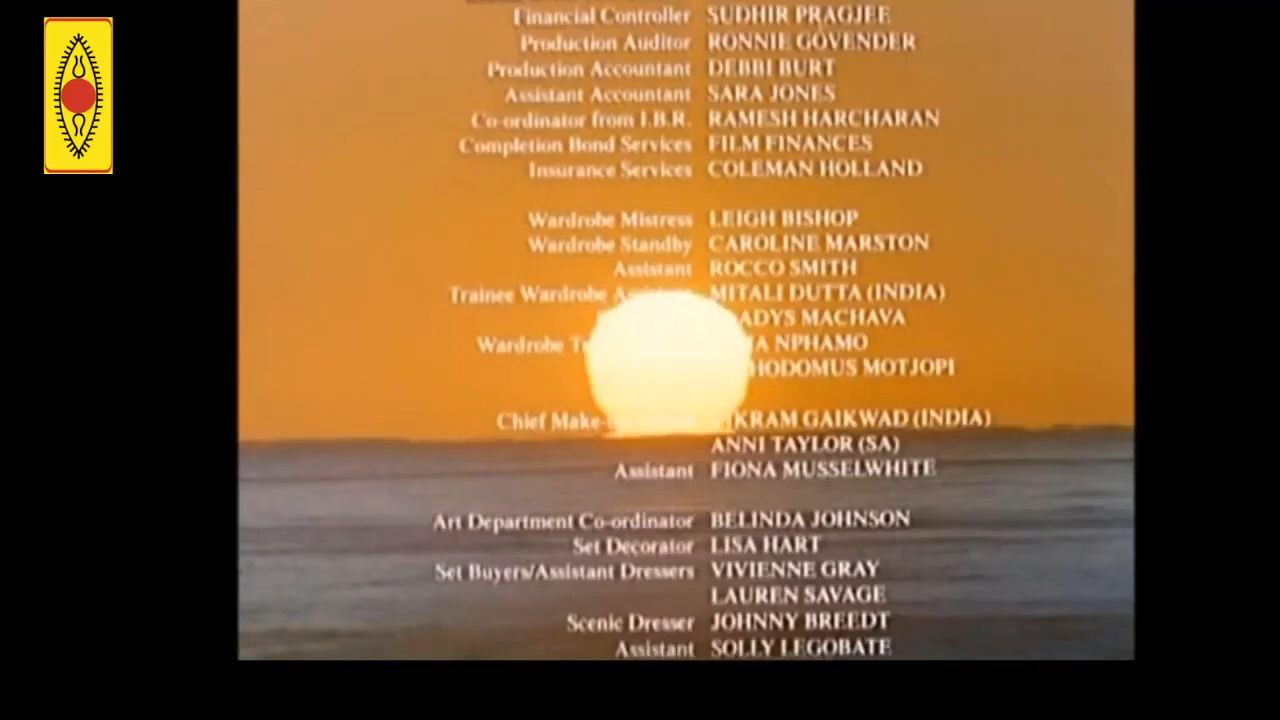 Financial Controller SUDHIR PRAGJEE
Production Auditor RONNIE GOVENDER
Production Accountant DEBBI BURT
Assistant Accountant SARA JONES
Co-ordinator from I.B.R. RAMESH HARCHARAN
Completion Bond Services FILM FINANCES
Insurance Services COLEMAN HOLLAND
Wardrobe Mistress LEIGH BISHOP
Wardrobe Standby CAROLINE MARSTON
Assistant ROCCO SMITH
Trainee Wardrobe MITALI DUTTA (INDIA)
MACHAVA
Wardrobe NPHAMO
MOTJOPI
Chief GAIKWAD (INDIA)
ANNI TAYLOR (SA)
Assistant FIONA MUSSELWHITE
Art Department Co-ordinator BELINDA JOHNSON
Set Decorator LISA HART
Set Buyers/Assistant Dressers VIVIENNE GRAY
LAUREN SAVAGE
Scenic Dresser JOHNNY BREEDT
Assistant SOLLY LEGOBATE